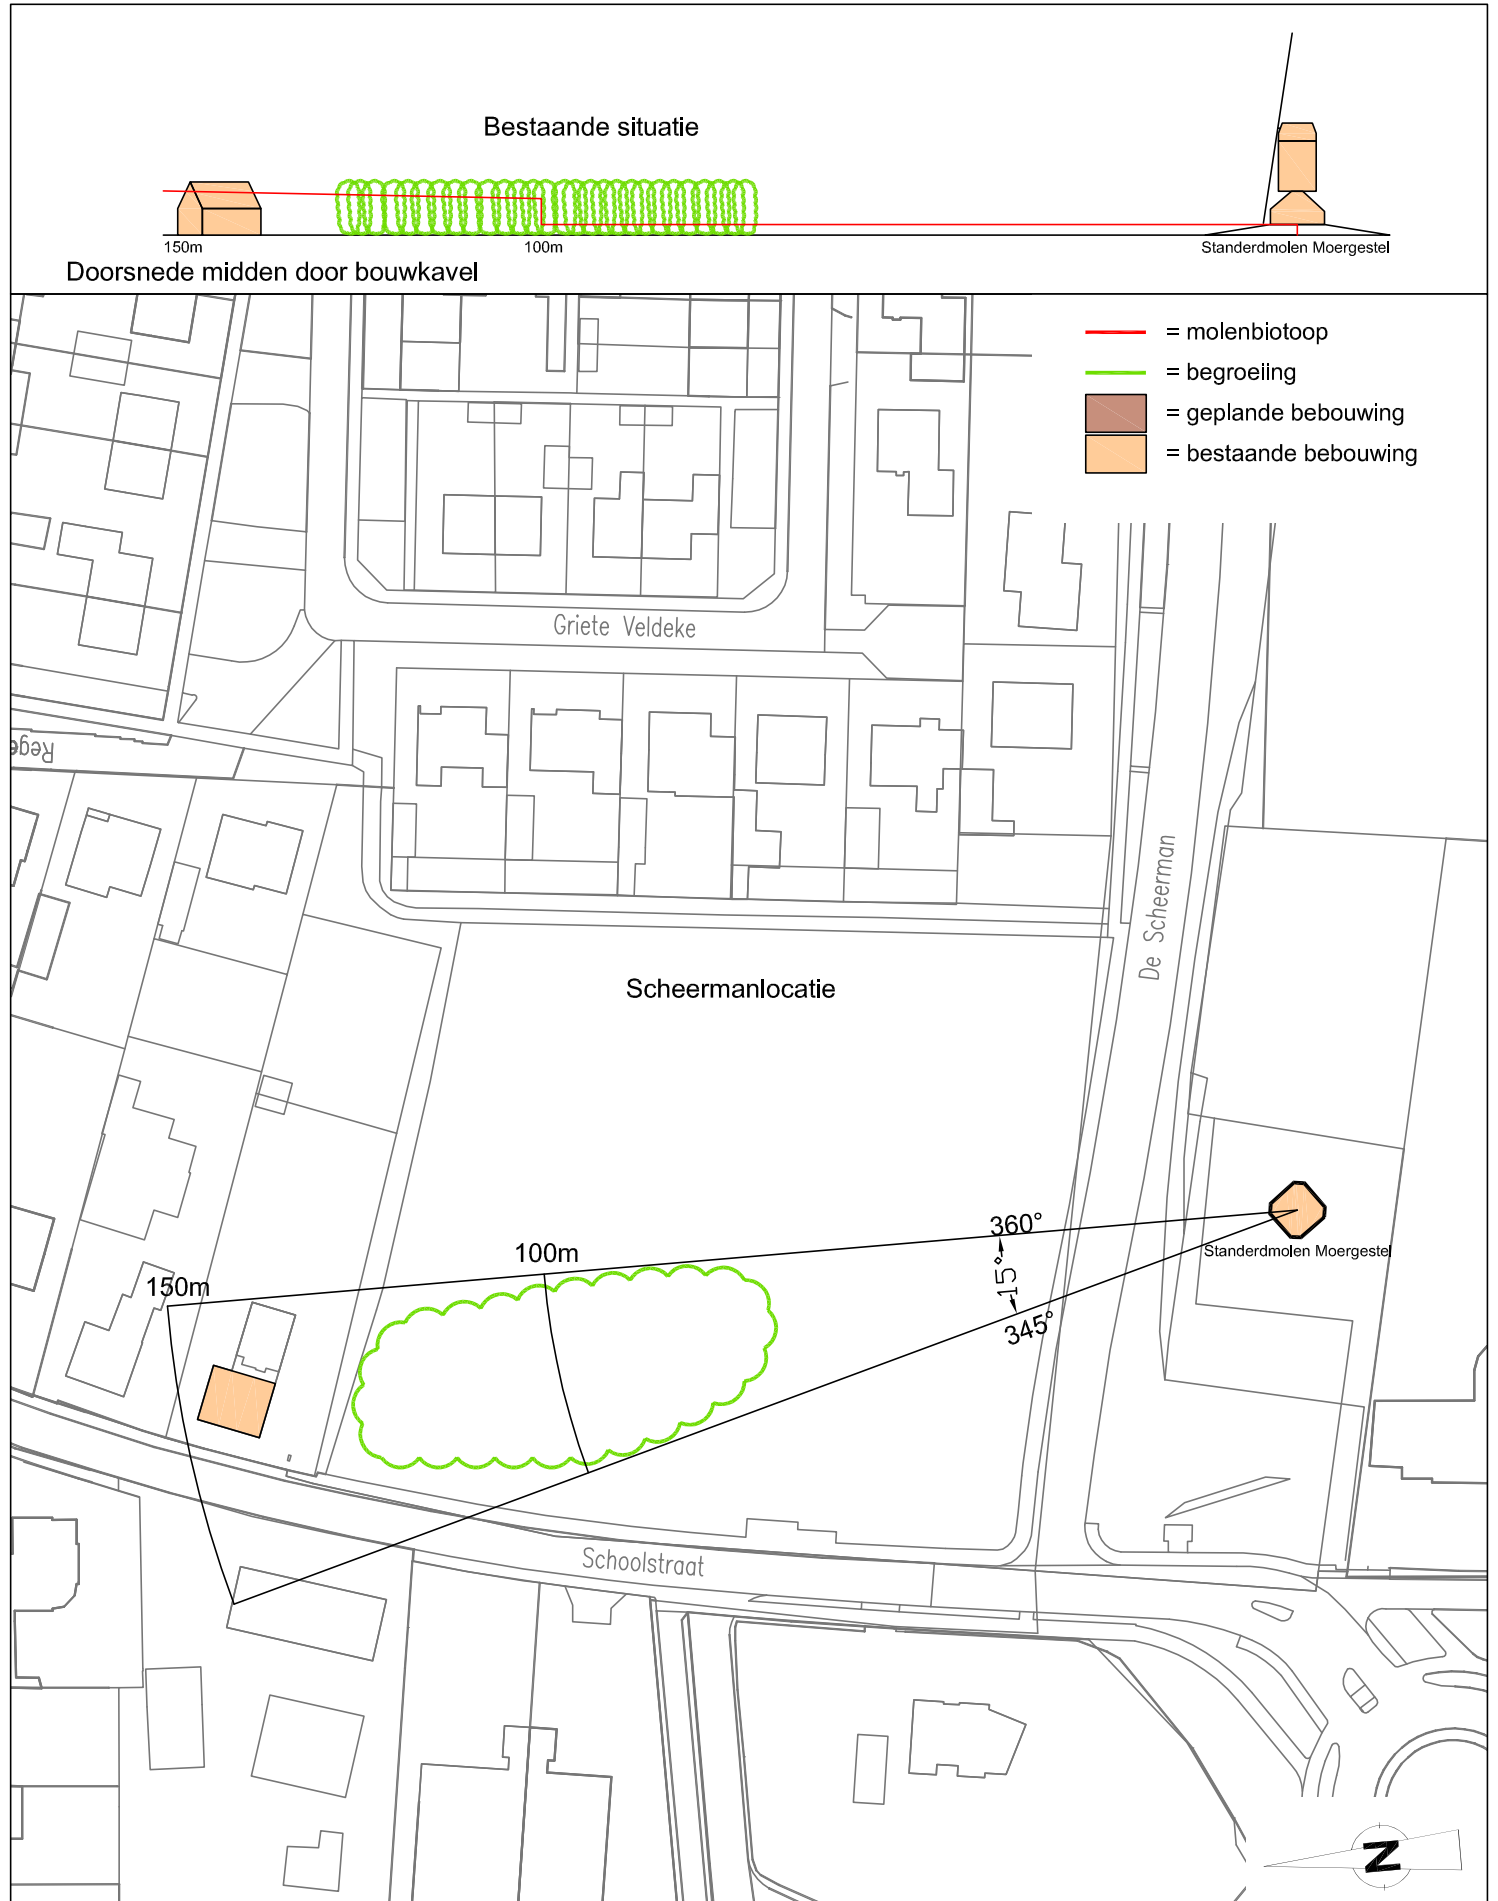 Bestaande situatie
150m
100m
Standerdmolen Moergestel
Doorsnede midden door bouwkavel
= molenbiotoop
= begroeiing
= geplande bebouwing
= bestaande bebouwing
Griete Veldeke
Rege
De Scheerman
Scheermanlocatie
360°
100m
Standerdmolen Moergestel
15°
150m
345°
Schoolstraat
N